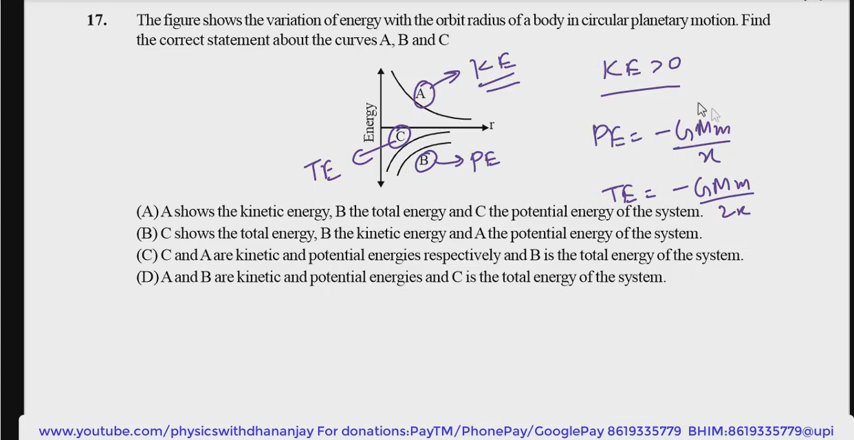 17. The figure shows the variation of energy with the orbit radius of a body in circular planetary motion. Find
the correct statement about the curves A, B and C
KE
KE > 0
A
Energy
r
C
PE = -GMm/x
TE
B
PE
TE = -GMm/2x
(A) A shows the kinetic energy, B the total energy and C the potential energy of the system.
(B) C shows the total energy, B the kinetic energy and A the potential energy of the system.
(C) C and A are kinetic and potential energies respectively and B is the total energy of the system.
(D) A and B are kinetic and potential energies and C is the total energy of the system.
www.youtube.com/physicswithdhananjay For donations:PayTM/PhonePay/GooglePay 8619335779 BHIM:8619335779@upi